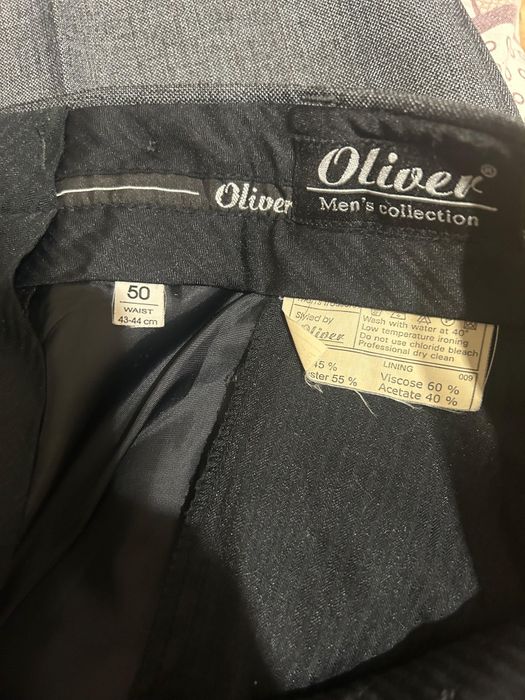 Oliver®
Men's collection
Oliver
50
WAIST
43-44 cm
Styled by
Oliver
Wash with water at 40°
Low temperature ironing
Do not use chloride bleach
Professional dry clean
45 %
ster 55 %
LINING
009
Viscose 60 %
Acetate 40 %